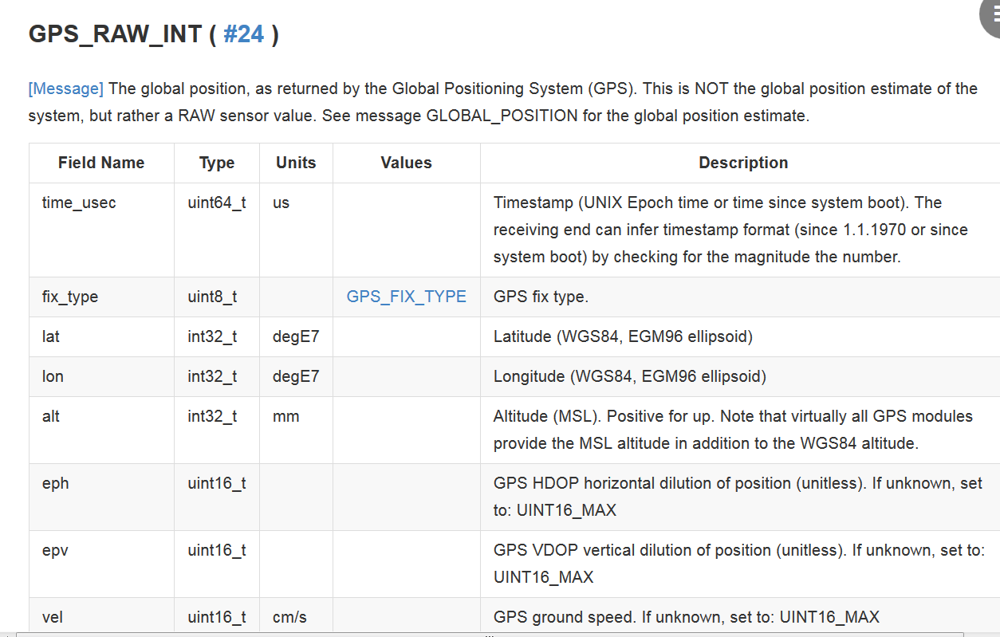 GPS_RAW_INT ( #24 )
[Message] The global position, as returned by the Global Positioning System (GPS). This is NOT the global position estimate of the
system, but rather a RAW sensor value. See message GLOBAL_POSITION for the global position estimate.
Field Name Type Units Values Description
time_usec uint64_t us Timestamp (UNIX Epoch time or time since system boot). The
receiving end can infer timestamp format (since 1.1.1970 or since
system boot) by checking for the magnitude the number.
fix_type uint8_t GPS_FIX_TYPE GPS fix type.
lat int32_t degE7 Latitude (WGS84, EGM96 ellipsoid)
lon int32_t degE7 Longitude (WGS84, EGM96 ellipsoid)
alt int32_t mm Altitude (MSL). Positive for up. Note that virtually all GPS modules
provide the MSL altitude in addition to the WGS84 altitude.
eph uint16_t GPS HDOP horizontal dilution of position (unitless). If unknown, set
to: UINT16_MAX
epv uint16_t GPS VDOP vertical dilution of position (unitless). If unknown, set to:
UINT16_MAX
vel uint16_t cm/s GPS ground speed. If unknown, set to: UINT16_MAX